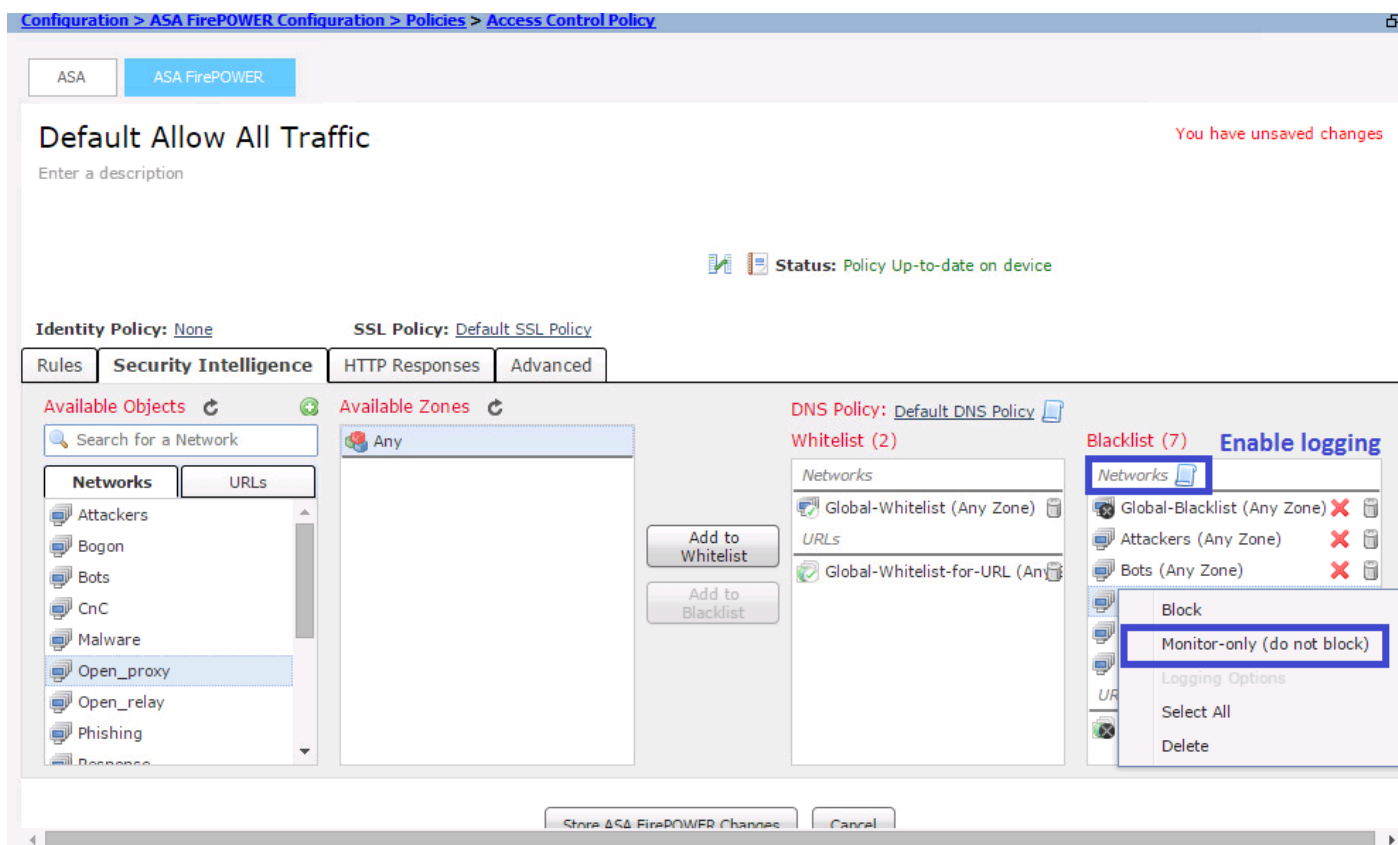 Configuration > ASA FirePOWER Configuration > Policies > Access Control Policy
ASA
ASA FirePOWER
Default Allow All Traffic
You have unsaved changes
Enter a description
Status: Policy Up-to-date on device
Identity Policy: None
SSL Policy: Default SSL Policy
Rules
Security Intelligence
HTTP Responses
Advanced
Available Objects
Search for a Network
Networks
URLs
Attackers
Bogon
Bots
CnC
Malware
Open_proxy
Open_relay
Phishing
Response
Available Zones
Any
Add to
Whitelist
Add to
Blacklist
DNS Policy: Default DNS Policy
Whitelist (2)
Networks
Global-Whitelist (Any Zone)
URLs
Global-Whitelist-for-URL (Any
Blacklist (7)
Enable logging
Networks
Global-Blacklist (Any Zone)
Attackers (Any Zone)
Bots (Any Zone)
UR
Block
Monitor-only (do not block)
Logging Options
Select All
Delete
Store ASA FirePOWER Changes
Cancel